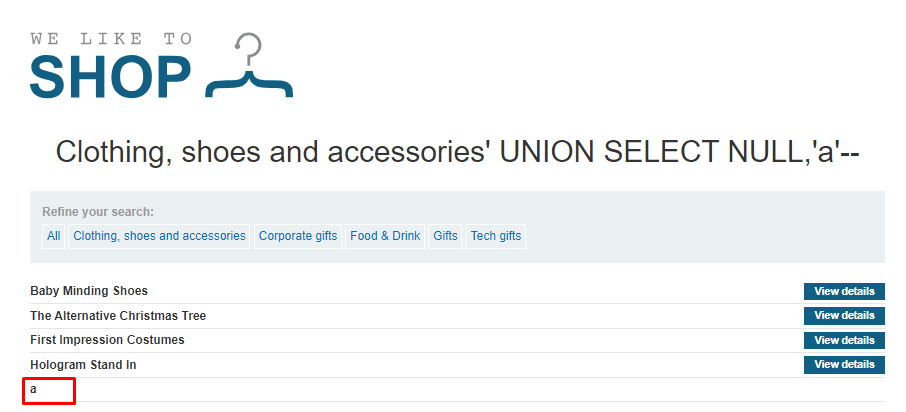 WE LIKE TO
SHOP
Clothing, shoes and accessories' UNION SELECT NULL,'a'--
Refine your search:
All Clothing, shoes and accessories Corporate gifts Food & Drink Gifts Tech gifts
Baby Minding Shoes View details
The Alternative Christmas Tree View details
First Impression Costumes View details
Hologram Stand In View details
a